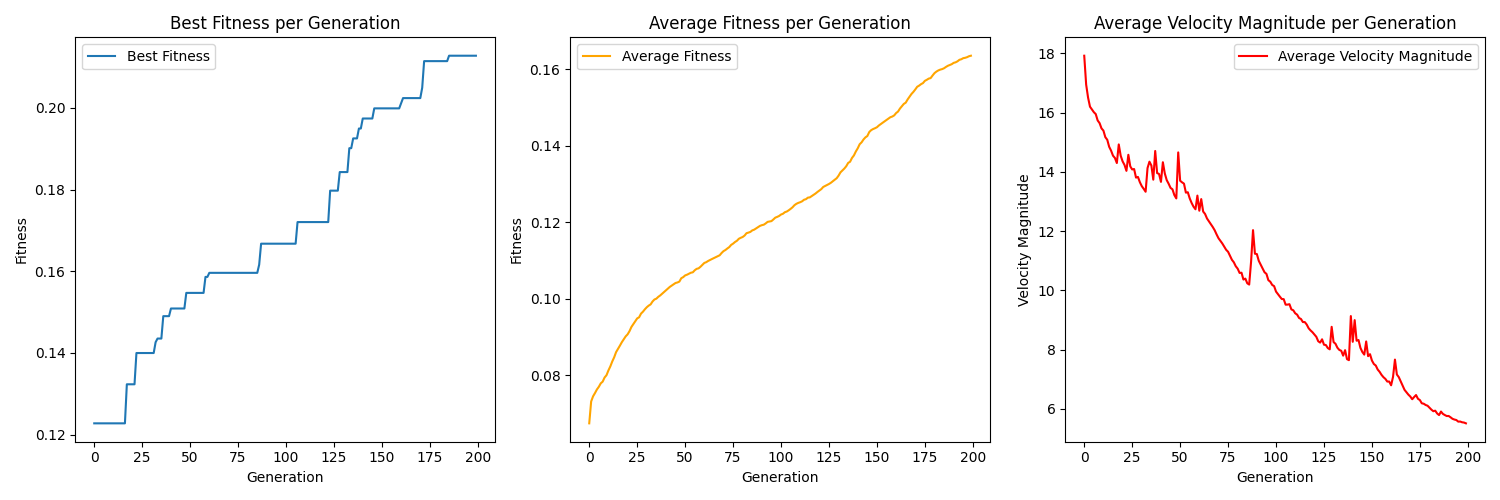 Best Fitness per Generation
Best Fitness
0.20
0.18
0.16
0.14
0.12
Fitness
0 25 50 75 100 125 150 175 200
Generation
Average Fitness per Generation
Average Fitness
0.16
0.14
0.12
0.10
0.08
Fitness
0 25 50 75 100 125 150 175 200
Generation
Average Velocity Magnitude per Generation
Average Velocity Magnitude
18
16
14
12
10
8
6
Velocity Magnitude
0 25 50 75 100 125 150 175 200
Generation